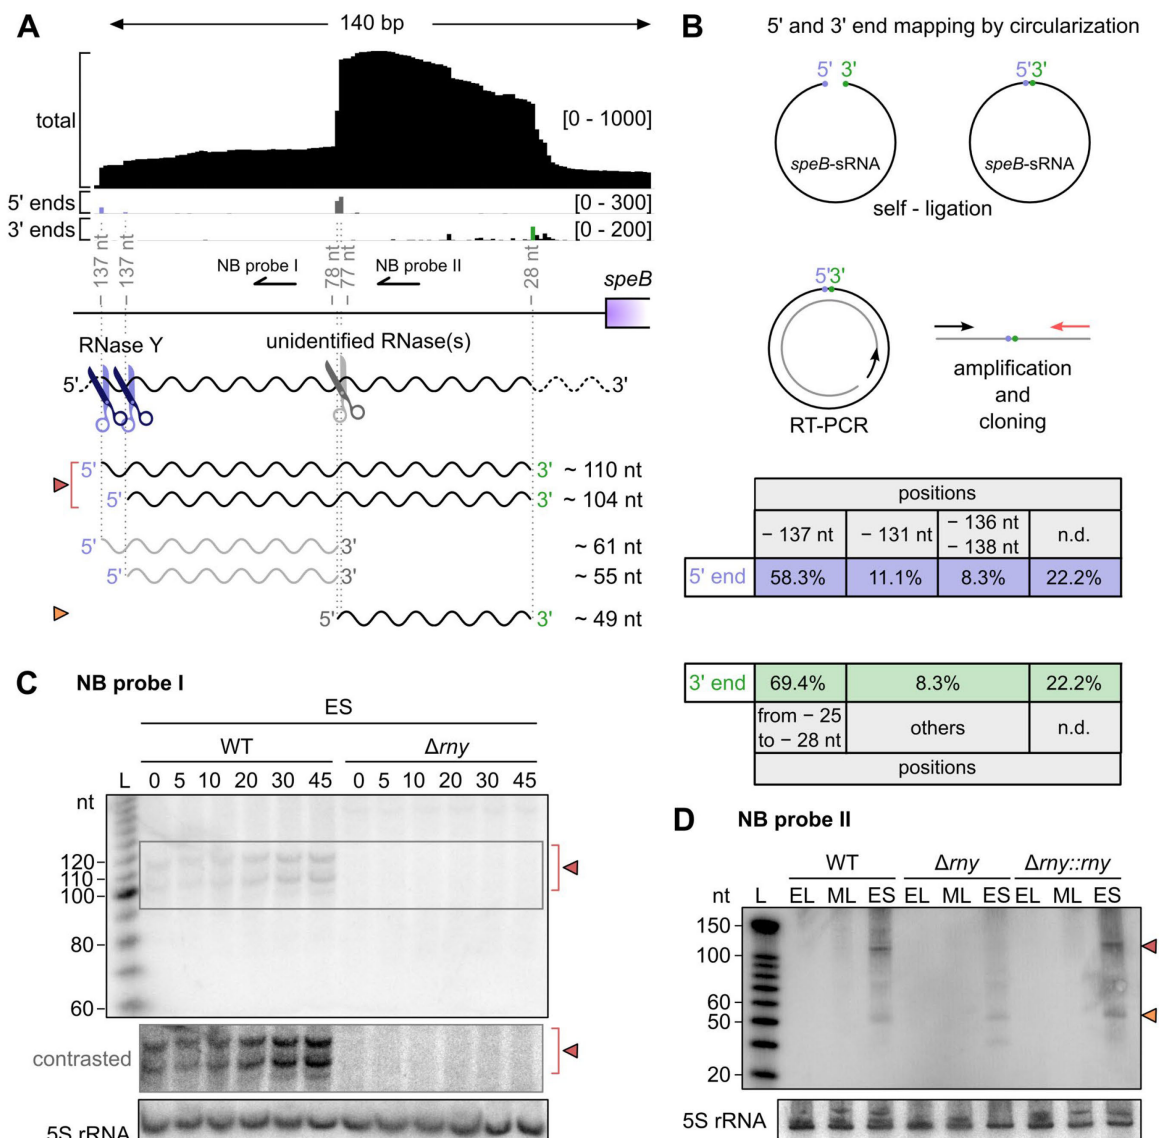 A
140 bp
total
[0 - 1000]
5' ends
[0 - 300]
3' ends
[0 - 200]
– 137 nt
– 137 nt
– 78 nt
– 77 nt
– 28 nt
NB probe I
NB probe II
speB
RNase Y
unidentified RNase(s)
5'
3'
5' 3' ~ 110 nt
5' 3' ~ 104 nt
5' 3' ~ 61 nt
5' 3' ~ 55 nt
5' 3' ~ 49 nt
B
5' and 3' end mapping by circularization
5' 3'
5'3'
speB-sRNA
speB-sRNA
self - ligation
5'3'
RT-PCR
amplification
and
cloning
positions
– 137 nt
– 131 nt
– 136 nt
– 138 nt
n.d.
5' end 58.3% 11.1% 8.3% 22.2%
3' end 69.4% 8.3% 22.2%
from – 25
to – 28 nt
others
n.d.
positions
C NB probe I
ES
WT Δrny
L 0 5 10 20 30 45 0 5 10 20 30 45
nt
120
110
100
80
60
contrasted
5S rRNA
D NB probe II
WT Δrny Δrny::rny
nt L EL ML ES EL ML ES EL ML ES
150
100
60
50
20
5S rRNA